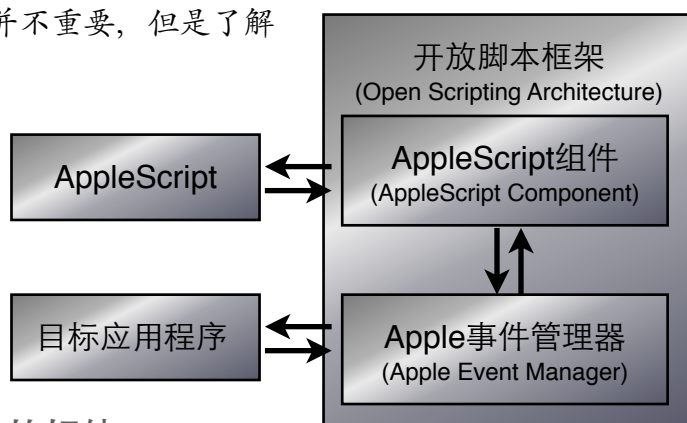 并不重要，但是了解
开放脚本框架
(Open Scripting Architecture)
AppleScript
AppleScript组件
(AppleScript Component)
目标应用程序
Apple事件管理器
(Apple Event Manager)